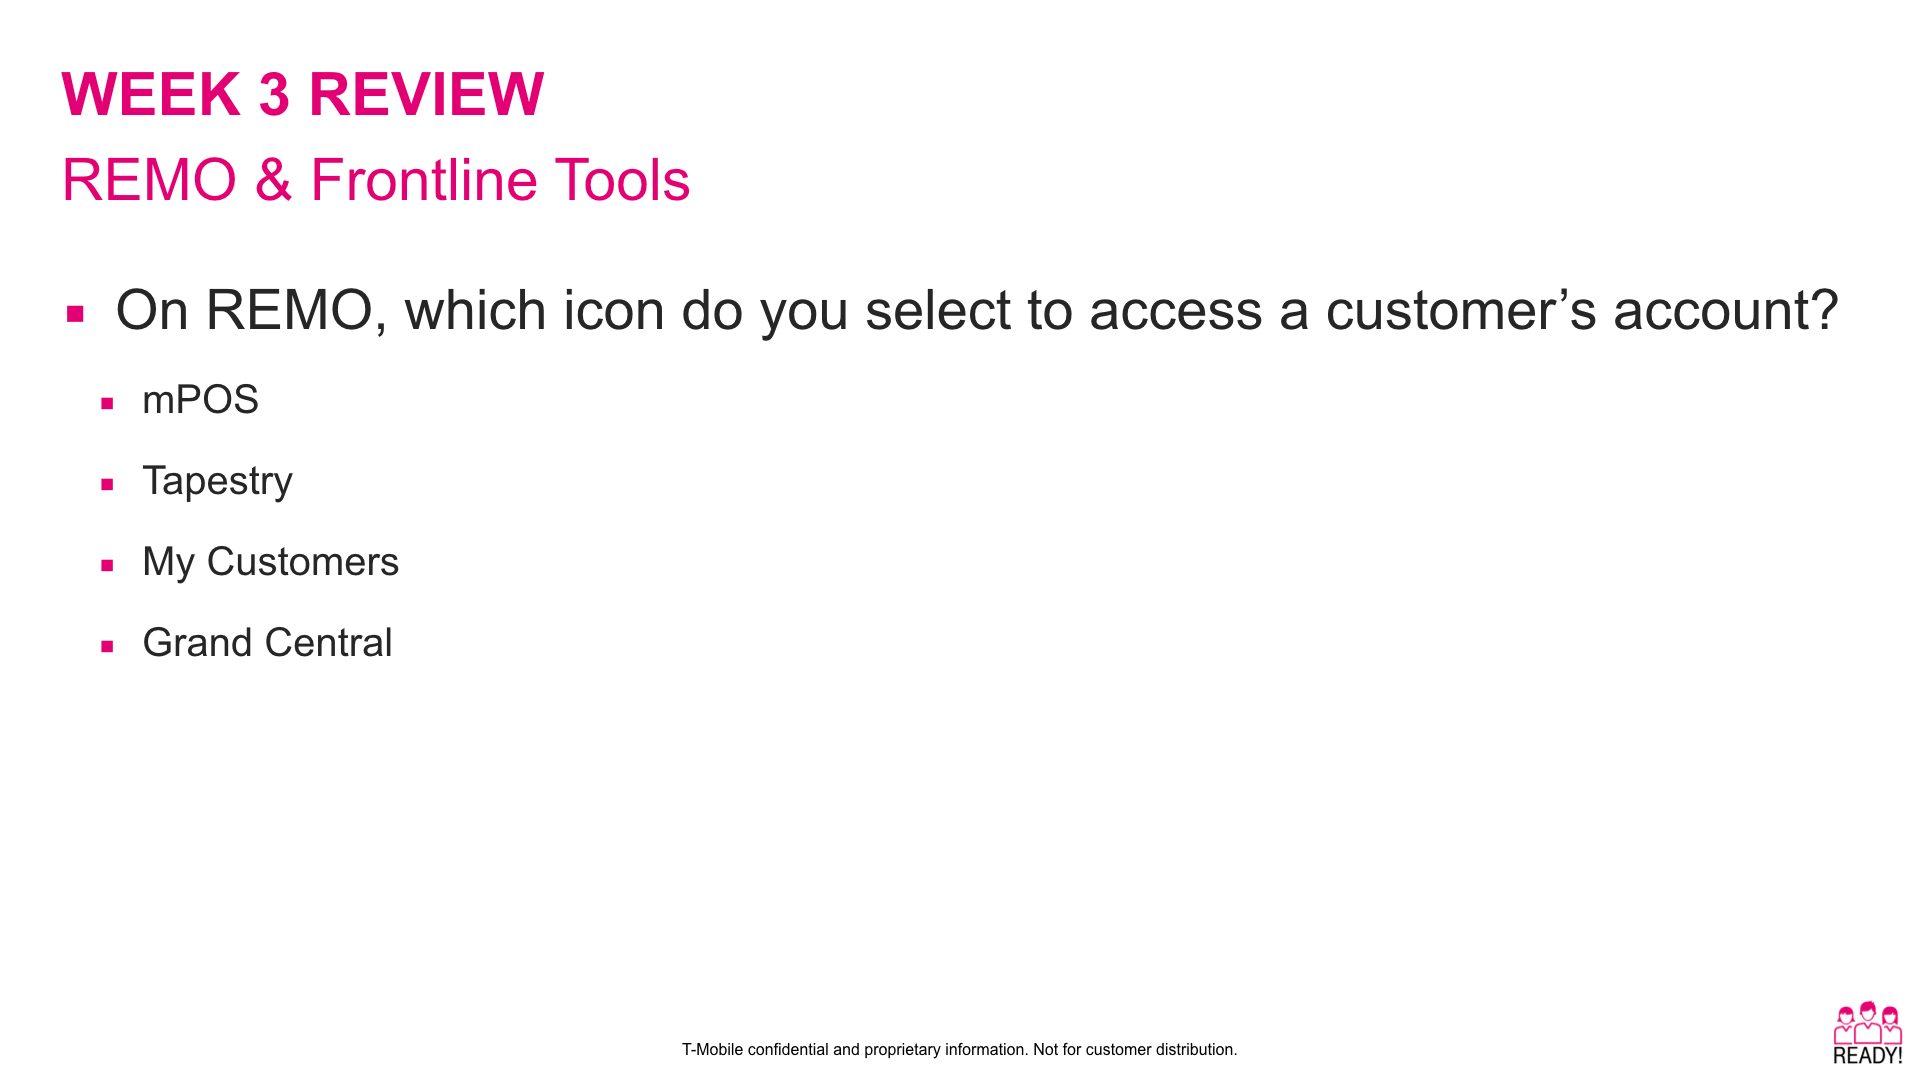 WEEK 3 REVIEW
REMO & Frontline Tools
On REMO, which icon do you select to access a customer’s account?
mPOS
Tapestry
My Customers
Grand Central
T-Mobile confidential and proprietary information. Not for customer distribution.
READY!